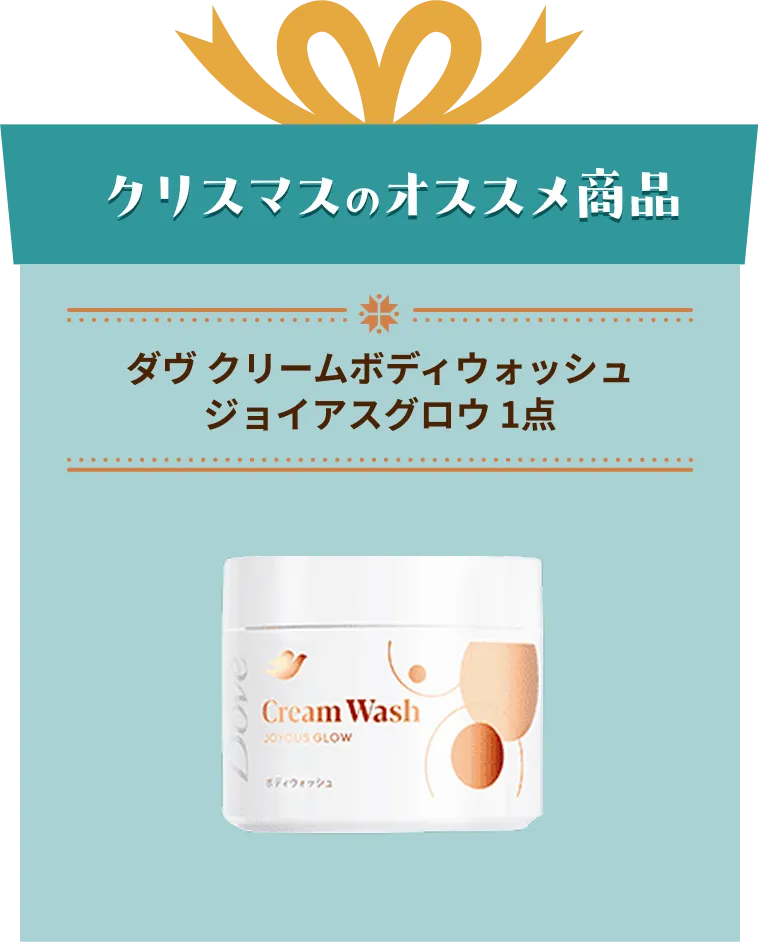 クリスマスのオススメ商品
ダヴ クリームボディウォッシュ
ジョイアスグロウ 1点
Dove
Cream Wash
JOYOUS GLOW
ボディウォッシュ